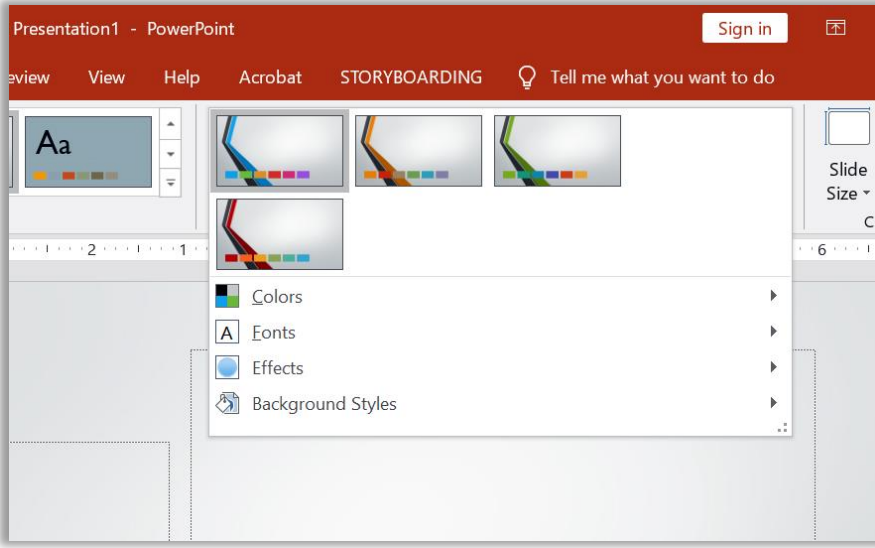 Presentation1 - PowerPoint
Sign in
eview View Help Acrobat STORYBOARDING Tell me what you want to do
Aa
Slide
Size
C
2 1 6
Colors
A Fonts
Effects
Background Styles